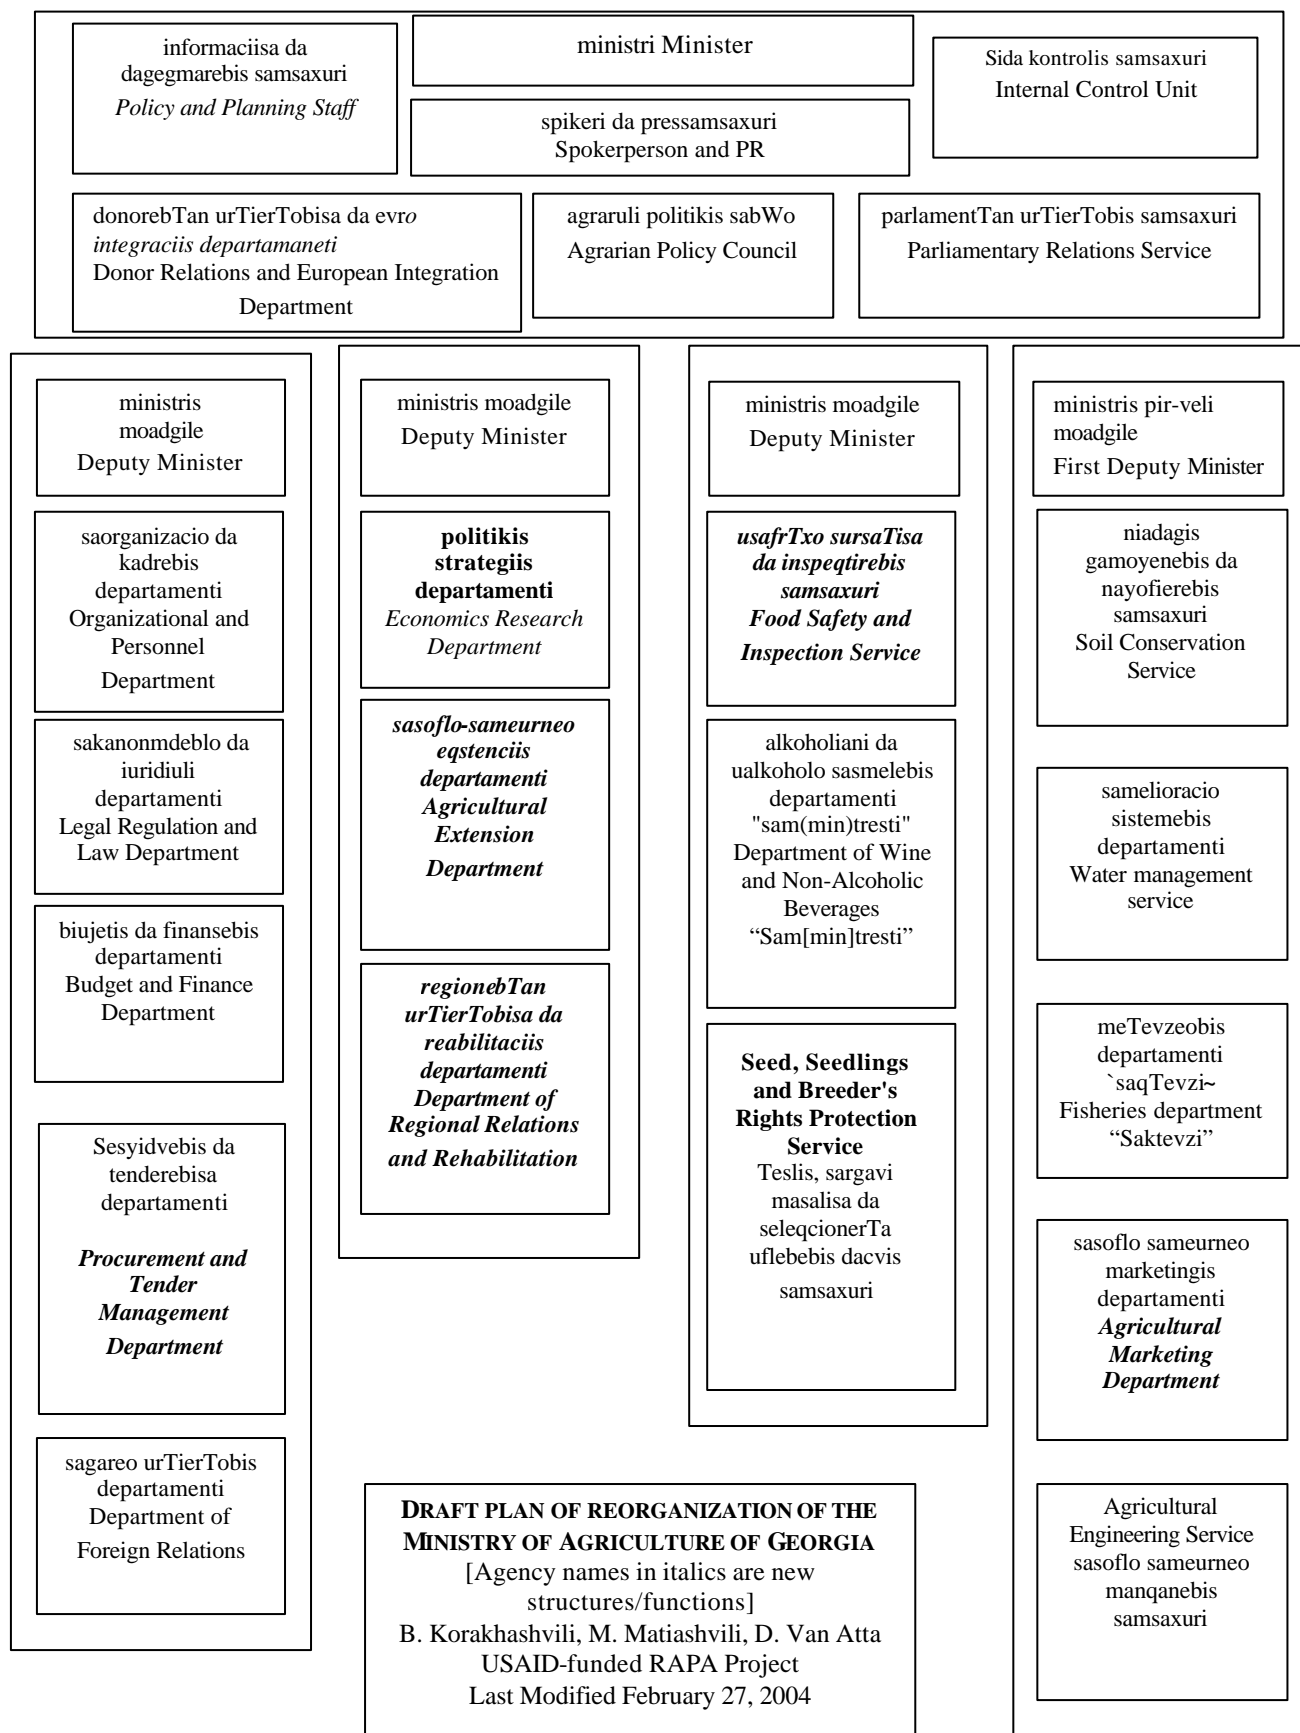 informaciisa da
dagegmarebis samsaxuri
Policy and Planning Staff
ministri Minister
Sida kontrolis samsaxuri
Internal Control Unit
spikeri da pressamsaxuri
Spokerperson and PR
donorebTan urTierTobisa da evro
integraciis departamaneti
Donor Relations and European Integration
Department
agraruli politikis sabWo
Agrarian Policy Council
parlamentTan urTierTobis samsaxuri
Parliamentary Relations Service
ministris
moadgile
Deputy Minister
saorganizacio da
kadrebis
departamenti
Organizational and
Personnel
Department
sakanonmdeblo da
iuridiuli
departamenti
Legal Regulation and
Law Department
biujetis da finansebis
departamenti
Budget and Finance
Department
Sesyidvebis da
tenderebisa
departamenti
Procurement and
Tender
Management
Department
sagareo urTierTobis
departamenti
Department of
Foreign Relations
ministris moadgile
Deputy Minister
politikis
strategiis
departamenti
Economics Research
Department
sasoflo-sameurneo
eqstenciis
departamenti
Agricultural
Extension
Department
regionebTan
urTierTobisa da
reabilitaciis
departamenti
Department of
Regional Relations
and Rehabilitation
ministris moadgile
Deputy Minister
usafrTxo sursaTisa
da inspeqtirebis
samsaxuri
Food Safety and
Inspection Service
alkoholiani da
ualkoholo sasmelebis
departamenti
"sam(min)tresti"
Department of Wine
and Non-Alcoholic
Beverages
“Sam[min]tresti”
Seed, Seedlings
and Breeder's
Rights Protection
Service
Teslis, sargavi
masalisa da
seleqcionerTa
uflebebis dacvis
samsaxuri
ministris pir-veli
moadgile
First Deputy Minister
niadagis
gamoyenebis da
nayofierebis
samsaxuri
Soil Conservation
Service
samelioracio
sistemebis
departamenti
Water management
service
meTevzeobis
departamenti
`saqTevzi~
Fisheries department
“Saktevzi”
sasoflo sameurneo
marketingis
departamenti
Agricultural
Marketing
Department
Agricultural
Engineering Service
sasoflo sameurneo
manqanebis
samsaxuri
DRAFT PLAN OF REORGANIZATION OF THE
MINISTRY OF AGRICULTURE OF GEORGIA
[Agency names in italics are new
structures/functions]
B. Korakhashvili, M. Matiashvili, D. Van Atta
USAID-funded RAPA Project
Last Modified February 27, 2004